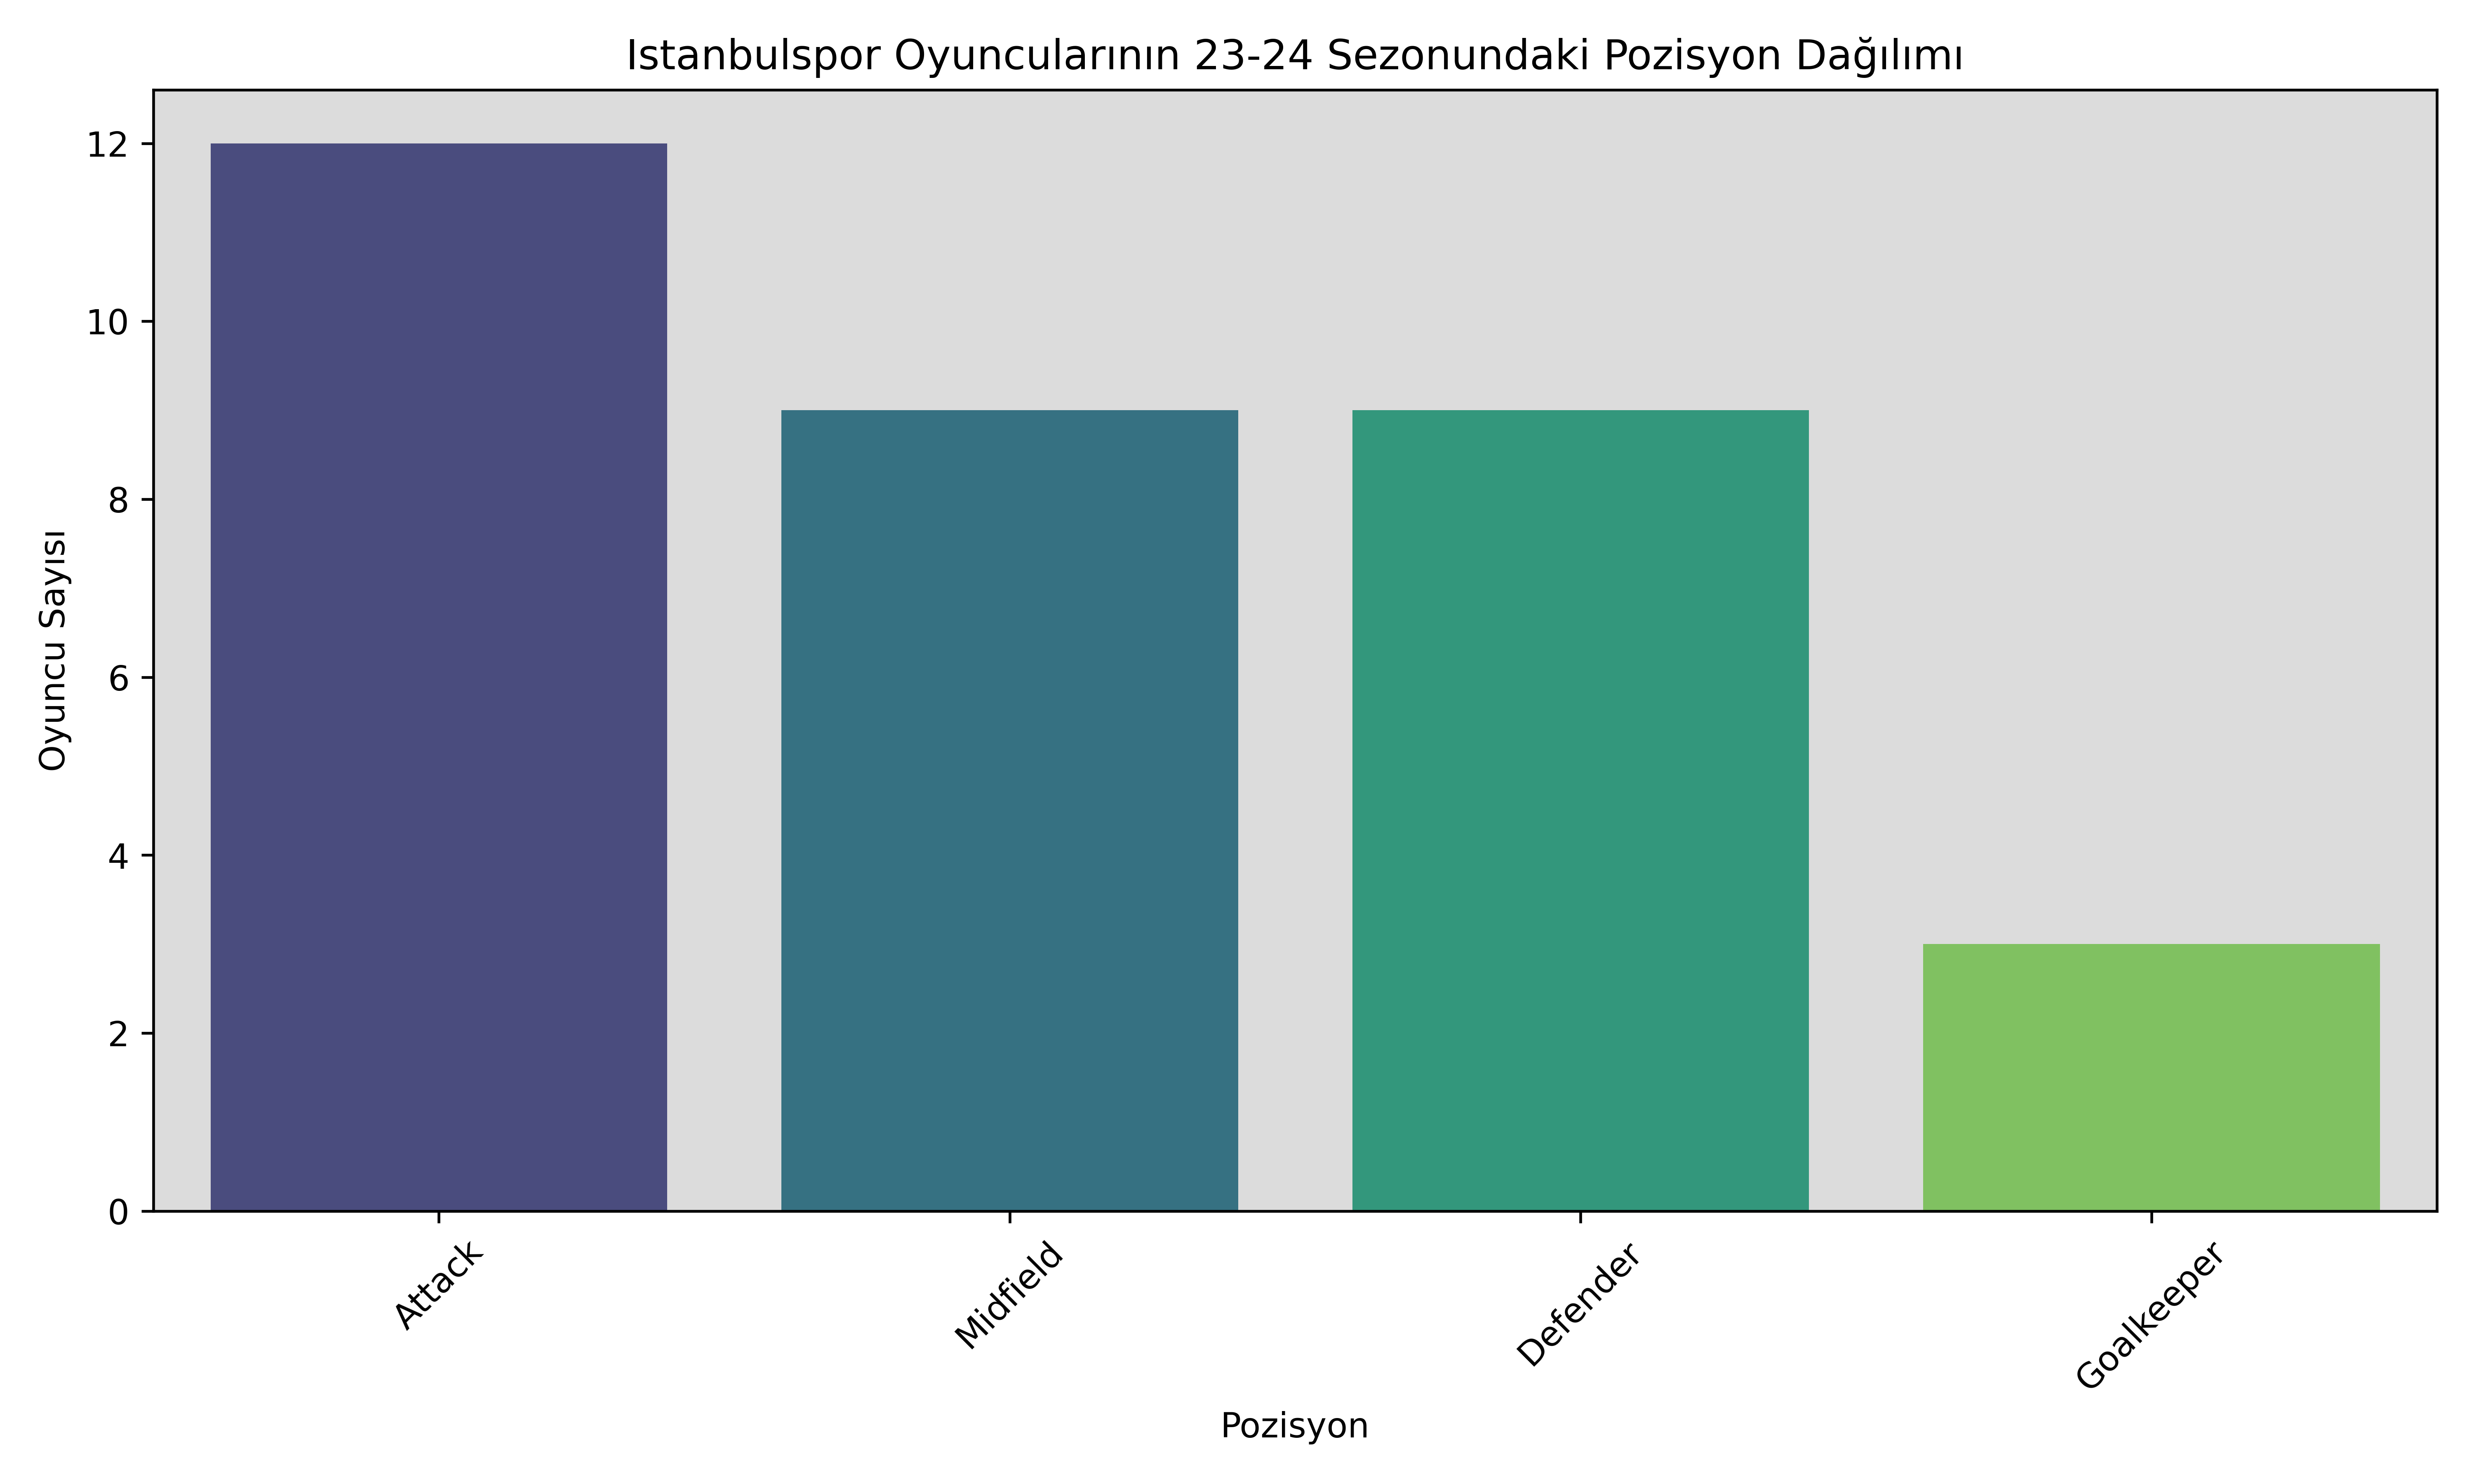 Istanbulspor Oyuncularının 23-24 Sezonundaki Pozisyon Dağılımı
12
10
8
6
4
2
0
Oyuncu Sayısı
Attack
Midfield
Defender
Goalkeeper
Pozisyon